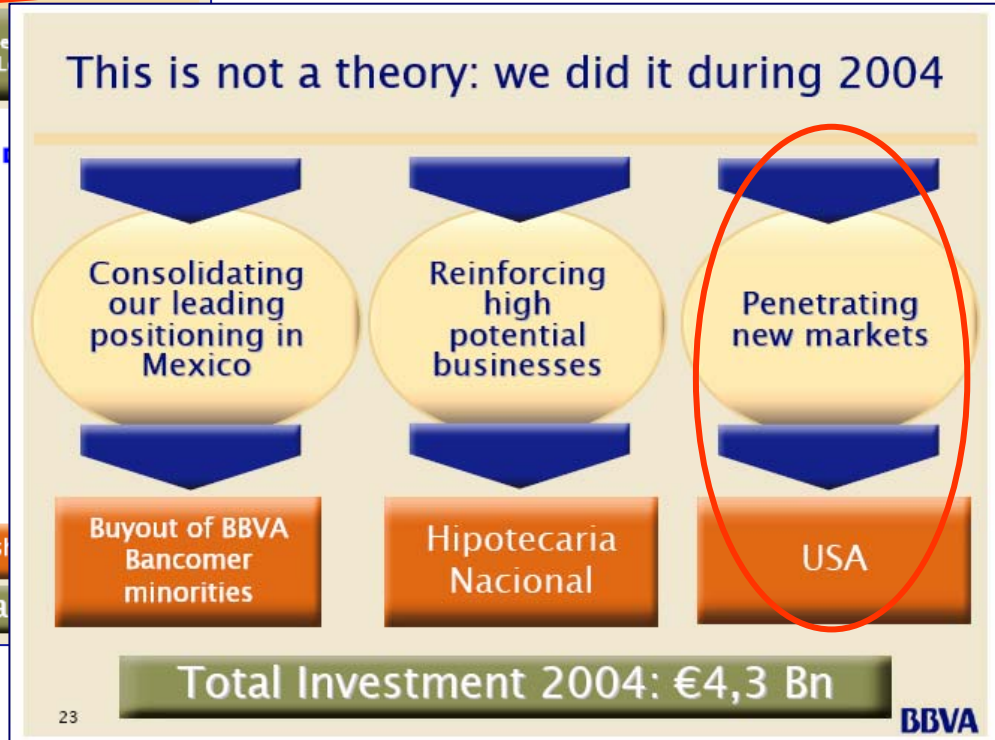 This is not a theory: we did it during 2004
Consolidating
our leading
positioning in
Mexico
Reinforcing
high
potential
businesses
Penetrating
new markets
Buyout of BBVA
Bancomer
minorities
Hipotecaria
Nacional
USA
Total Investment 2004: €4,3 Bn
23
BBVA